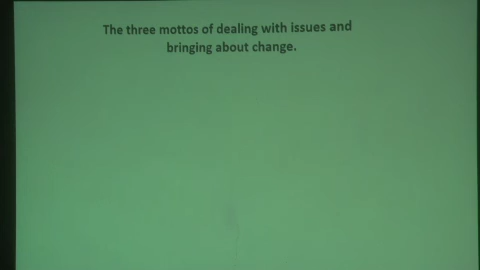 The three mottos of dealing with issues and
bringing about change.